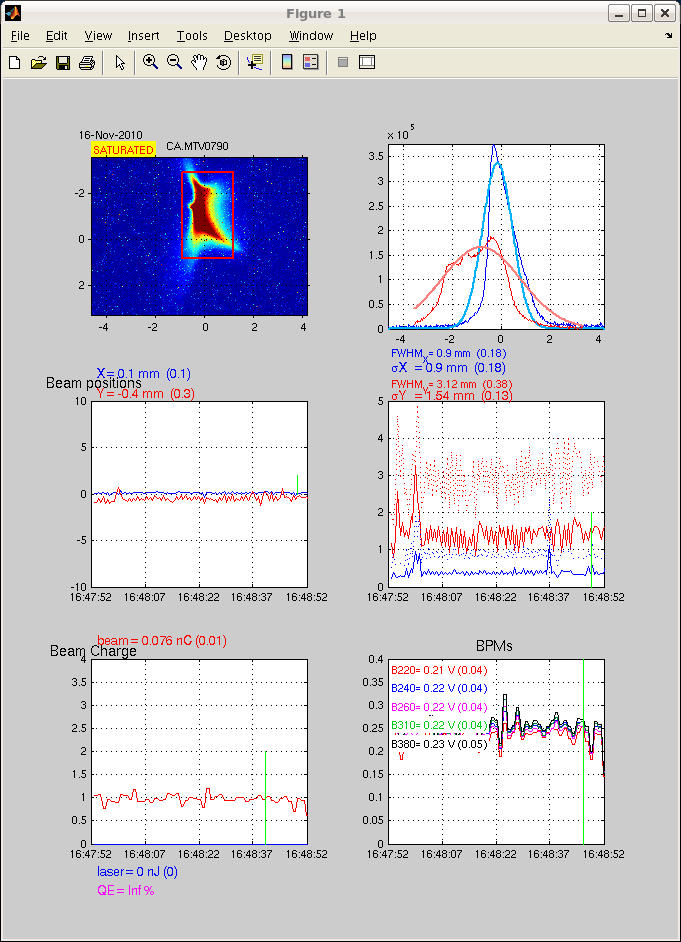 Figure 1
File Edit View Insert Tools Desktop Window Help
16-Nov-2010
SATURATED CA.MTV0790
-2
0
2
-4 -2 0 2 4
x 10^5
3.5
3
2.5
2
1.5
1
0.5
0
-4 -2 0 2 4
FWHM_X= 0.9 mm (0.18)
σX = 0.9 mm (0.18)
FWHM_Y= 3.12 mm (0.38)
σY = 1.54 mm (0.13)
X= 0.1 mm (0.1)
Beam positions
Y = -0.4 mm (0.3)
10
5
0
-5
-10
16:47:52 16:48:07 16:48:22 16:48:37 16:48:52
5
4
3
2
1
0
16:47:52 16:48:07 16:48:22 16:48:37 16:48:52
beam = 0.076 nC (0.01)
Beam Charge
4
3.5
3
2.5
2
1.5
1
0.5
0
16:47:52 16:48:07 16:48:22 16:48:37 16:48:52
laser = 0 nJ (0)
QE = Inf %
BPMs
0.4
0.35
0.3
0.25
0.2
0.15
0.1
0.05
0
B220= 0.21 V (0.04)
B240= 0.22 V (0.04)
B260= 0.22 V (0.04)
B310= 0.22 V (0.04)
B380= 0.23 V (0.05)
16:47:52 16:48:07 16:48:22 16:48:37 16:48:52